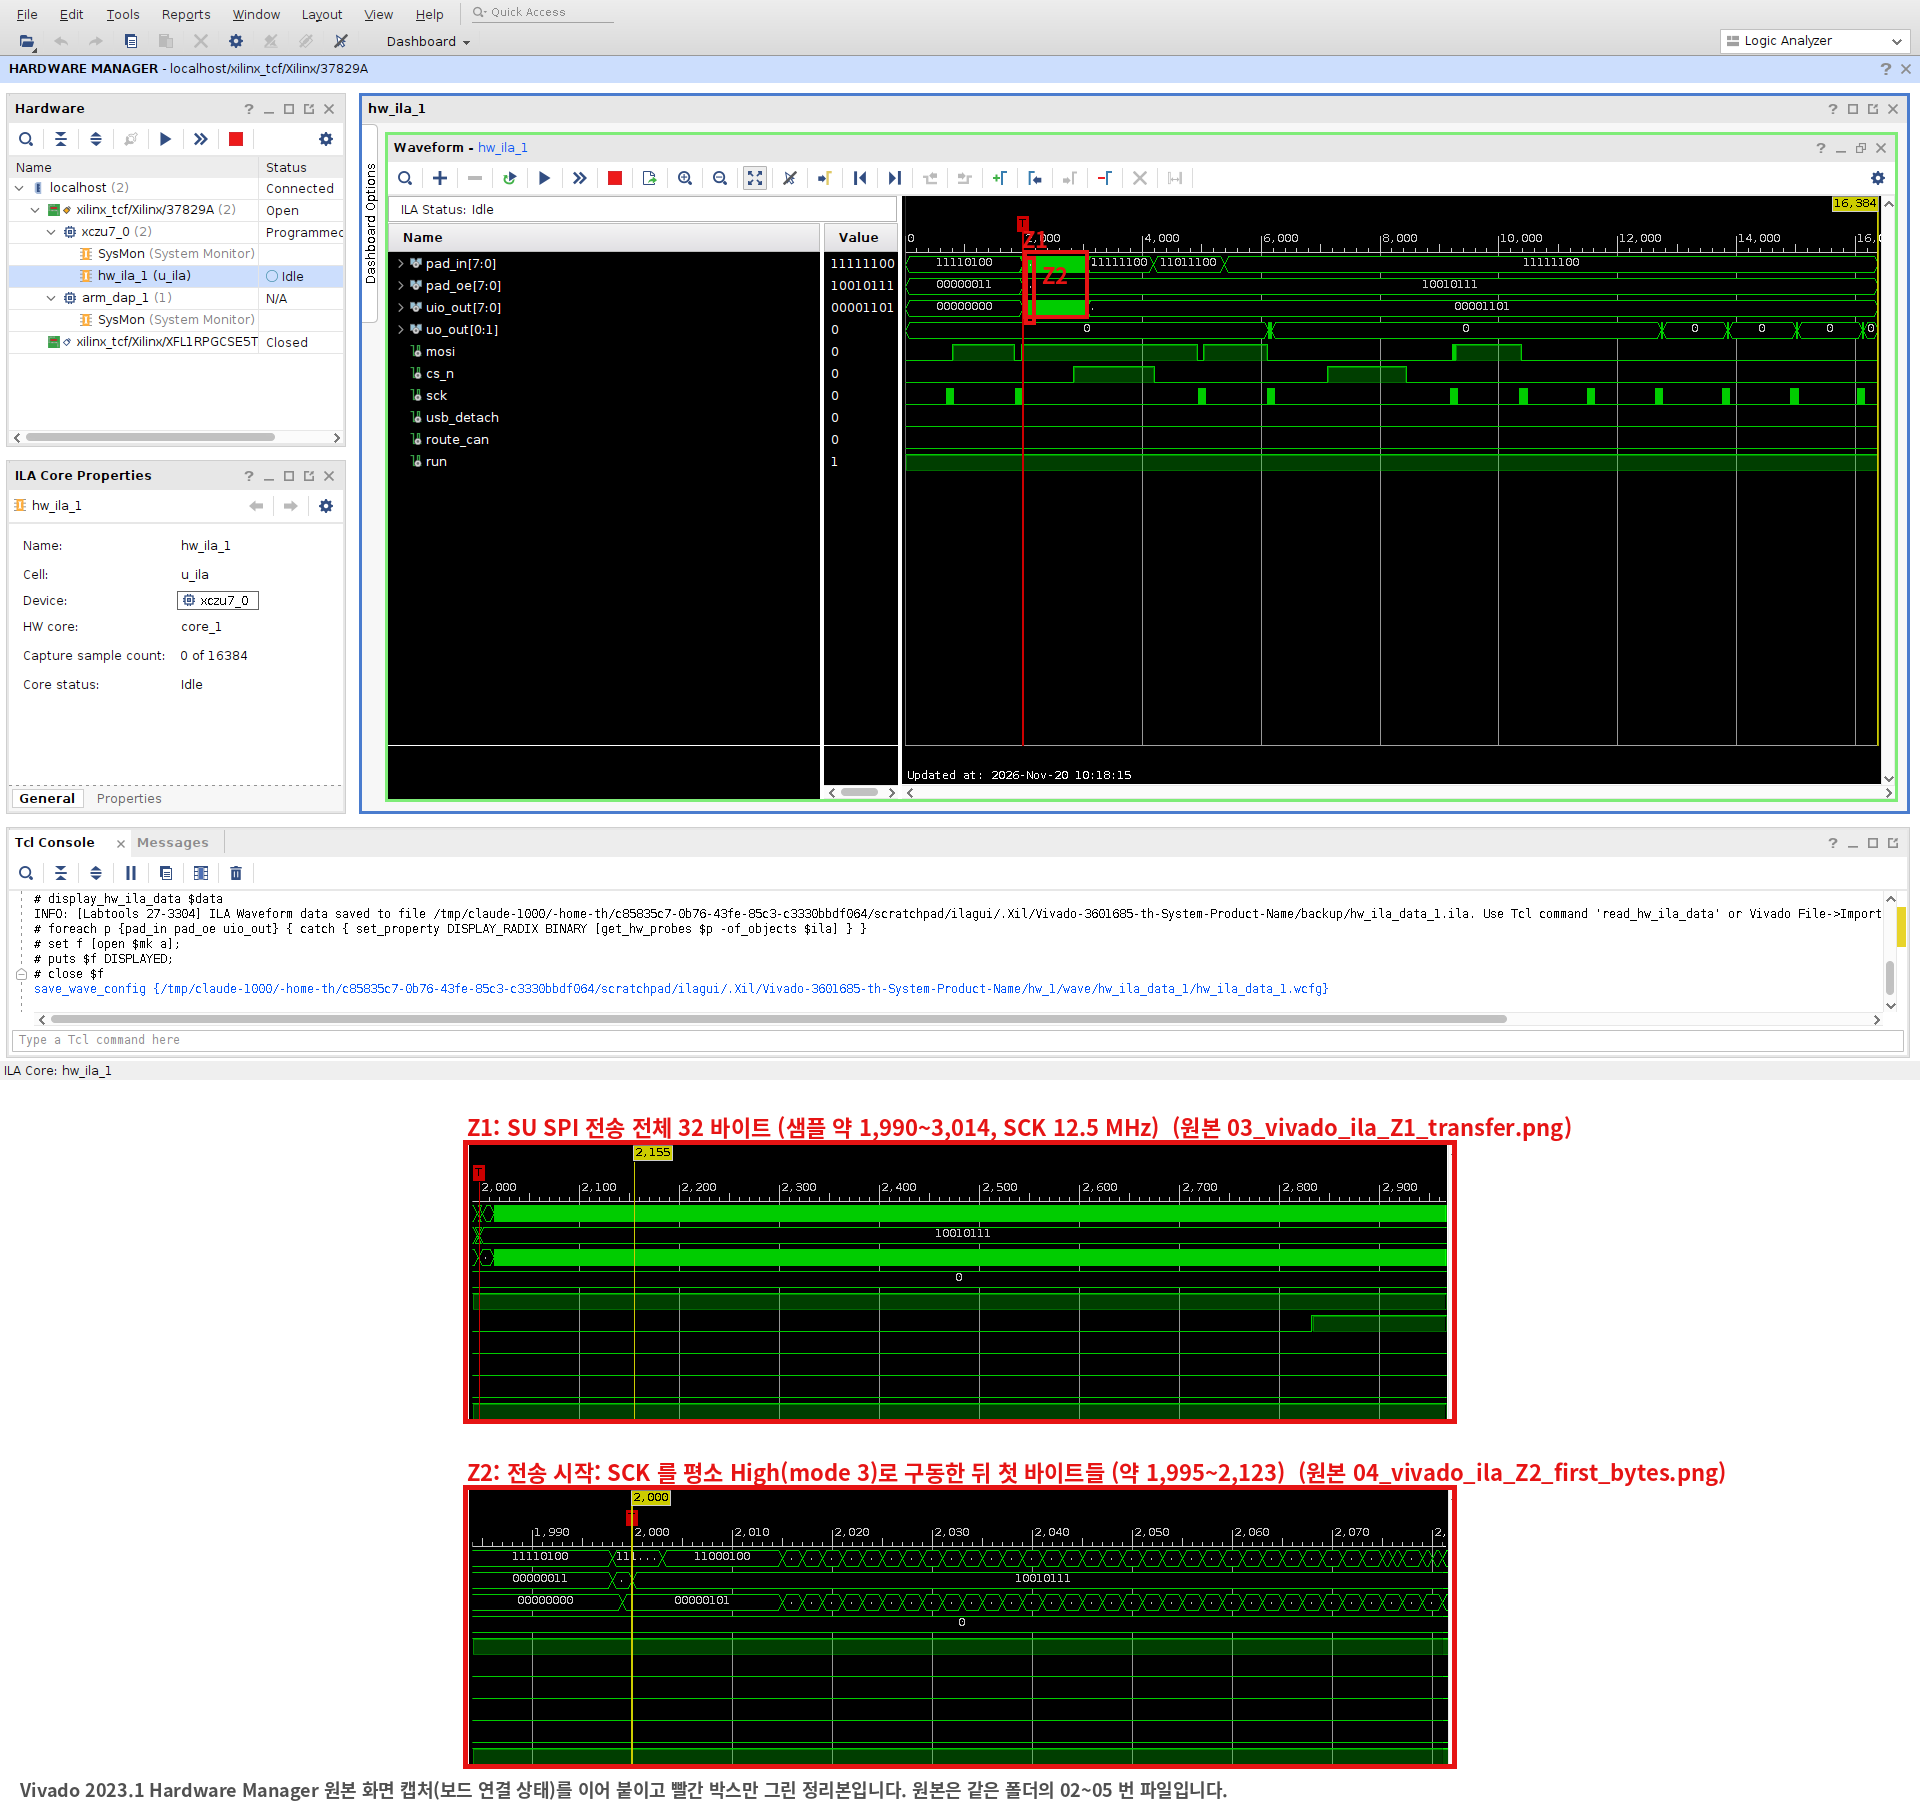 File Edit Tools Reports Window Layout View Help Quick Access
Dashboard
Logic Analyzer
HARDWARE MANAGER - localhost/xilinx_tcf/Xilinx/37829A
Hardware
Name Status
localhost (2) Connected
xilinx_tcf/Xilinx/37829A (2) Open
xczu7_0 (2) Programmed
SysMon (System Monitor)
hw_ila_1 (u_ila) Idle
arm_dap_1 (1) N/A
SysMon (System Monitor)
xilinx_tcf/Xilinx/XFL1RPGCSE5T Closed
ILA Core Properties
hw_ila_1
Name: hw_ila_1
Cell: u_ila
Device: xczu7_0
HW core: core_1
Capture sample count: 0 of 16384
Core status: Idle
General Properties
hw_ila_1
Dashboard Options
Waveform - hw_ila_1
ILA Status: Idle
Name Value
pad_in[7:0] 11111100
pad_oe[7:0] 10010111
uio_out[7:0] 00001101
uo_out[0:1] 0
mosi 0
cs_n 0
sck 0
usb_detach 0
route_can 0
run 1
16,384
T
0 2,000 4,000 6,000 8,000 10,000 12,000 14,000 16,
Z1
Z2
11110100 11111100 11011100 11111100
00000011 10010111
00000000 00001101
0 0 0 0 0 0
Updated at: 2026-Nov-20 10:18:15
Tcl Console Messages
# display_hw_ila_data $data
INFO: [Labtools 27-3304] ILA Waveform data saved to file /tmp/claude-1000/-home-th/c85835c7-0b76-43fe-85c3-c3330bbdf064/scratchpad/ilagui/.Xil/Vivado-3601685-th-System-Product-Name/backup/hw_ila_data_1.ila. Use Tcl command 'read_hw_ila_data' or Vivado File->Import
# foreach p {pad_in pad_oe uio_out} { catch { set_property DISPLAY_RADIX BINARY [get_hw_probes $p -of_objects $ila] } }
# set f [open $mk a];
# puts $f DISPLAYED;
# close $f
save_wave_config {/tmp/claude-1000/-home-th/c85835c7-0b76-43fe-85c3-c3330bbdf064/scratchpad/ilagui/.Xil/Vivado-3601685-th-System-Product-Name/hw_1/wave/hw_ila_data_1/hw_ila_data_1.wcfg}
Type a Tcl command here
ILA Core: hw_ila_1
Z1: SU SPI 전송 전체 32 바이트 (샘플 약 1,990~3,014, SCK 12.5 MHz) (원본 03_vivado_ila_Z1_transfer.png)
2,155
T
2,000 2,100 2,200 2,300 2,400 2,500 2,600 2,700 2,800 2,900
10010111
0
Z2: 전송 시작: SCK 를 평소 High(mode 3)로 구동한 뒤 첫 바이트들 (약 1,995~2,123) (원본 04_vivado_ila_Z2_first_bytes.png)
2,000
1,990 2,000 2,010 2,020 2,030 2,040 2,050 2,060 2,070 2,
11110100 111... 11000100
00000011 10010111
00000000 00000101
0
Vivado 2023.1 Hardware Manager 원본 화면 캡처(보드 연결 상태)를 이어 붙이고 빨간 박스만 그린 정리본입니다. 원본은 같은 폴더의 02~05 번 파일입니다.